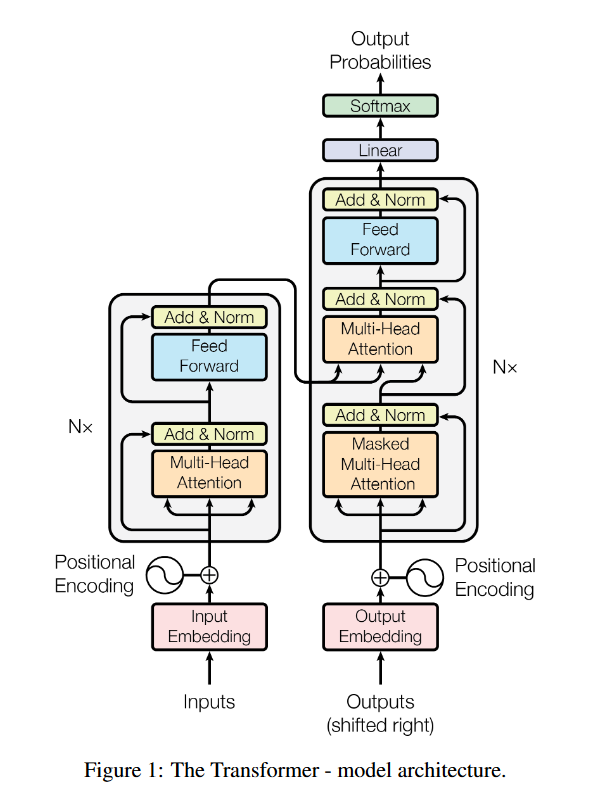 Output
Probabilities
Softmax
Linear
Add & Norm
Feed
Forward
Add & Norm
Multi-Head
Attention
Add & Norm
Masked
Multi-Head
Attention
N×
Add & Norm
Feed
Forward
Add & Norm
Multi-Head
Attention
N×
Positional
Encoding
Positional
Encoding
Input
Embedding
Output
Embedding
Inputs
Outputs
(shifted right)
Figure 1: The Transformer - model architecture.